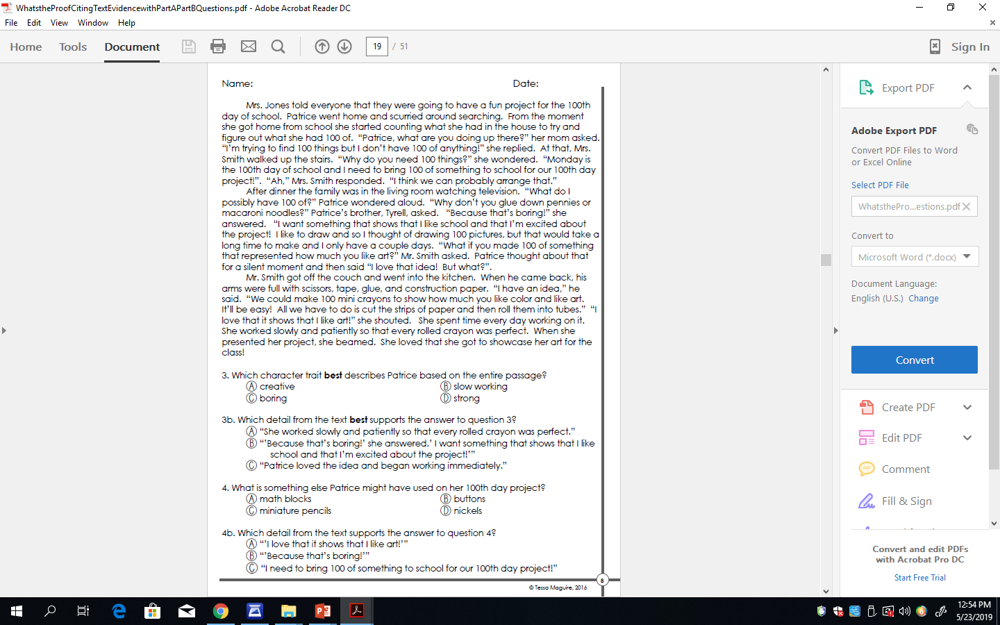 WhatstheProofCitingTextEvidencewithPartAPartBQuestions.pdf - Adobe Acrobat Reader DC
File Edit View Window Help
Home Tools Document 19 / 51 Sign In
Name: Date:
Mrs. Jones told everyone that they were going to have a fun project for the 100th
day of school. Patrice went home and scurried around searching. From the moment
she got home from school she started counting what she had in the house to try and
figure out what she had 100 of. “Patrice, what are you doing up there?” her mom asked.
“I’m trying to find 100 things but I don’t have 100 of anything!” she replied. At that, Mrs.
Smith walked up the stairs. “Why do you need 100 things?” she wondered. “Monday is
the 100th day of school and I need to bring 100 of something to school for our 100th day
project!”. “Ah,” Mrs. Smith responded. “I think we can probably arrange that.”
After dinner the family was in the living room watching television. “What do I
possibly have 100 of?” Patrice wondered aloud. “Why don’t you glue down pennies or
macaroni noodles?” Patrice’s brother, Tyrell, asked. “Because that’s boring!” she
answered. “I want something that shows that I like school and that I’m excited about
the project! I like to draw and so I thought of drawing 100 pictures, but that would take a
long time to make and I only have a couple days. “What if you made 100 of something
that represented how much you like art?” Mr. Smith asked. Patrice thought about that
for a silent moment and then said “I love that idea! But what?”.
Mr. Smith got off the couch and went into the kitchen. When he came back, his
arms were full with scissors, tape, glue, and construction paper. “I have an idea,” he
said. “We could make 100 mini crayons to show how much you like color and like art.
It’ll be easy! All we have to do is cut the strips of paper and then roll them into tubes.” “I
love that it shows that I like art!” she shouted. She spent time every day working on it.
She worked slowly and patiently so that every rolled crayon was perfect. When she
presented her project, she beamed. She loved that she got to showcase her art for the
class!
3. Which character trait best describes Patrice based on the entire passage?
A creative B slow working
C boring D strong
3b. Which detail from the text best supports the answer to question 3?
A “She worked slowly and patiently so that every rolled crayon was perfect.”
B “’Because that’s boring!’ she answered.’ I want something that shows that I like
school and that I’m excited about the project!’”
C “Patrice loved the idea and began working immediately.”
4. What is something else Patrice might have used on her 100th day project?
A math blocks B buttons
C miniature pencils D nickels
4b. Which detail from the text supports the answer to question 4?
A “’I love that it shows that I like art!’”
B “’Because that’s boring!’”
C “I need to bring 100 of something to school for our 100th day project!”
8
© Tessa Maguire, 2016
Export PDF
Adobe Export PDF
Convert PDF Files to Word
or Excel Online
Select PDF File
WhatsthePro...estions.pdf
Convert to
Microsoft Word (*.docx)
Document Language:
English (U.S.) Change
Convert
Create PDF
Edit PDF
Comment
Fill & Sign
Convert and edit PDFs
with Acrobat Pro DC
Start Free Trial
12:54 PM
5/23/2019